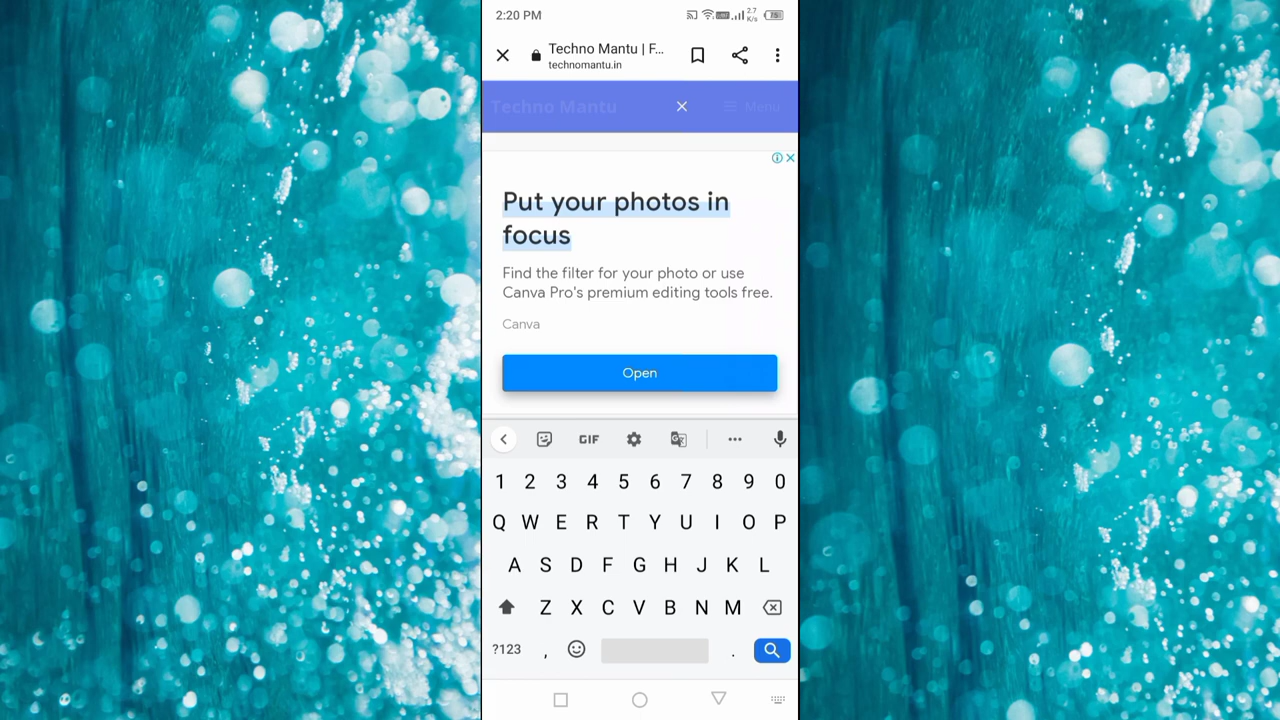 2:20 PM
2.7
K/s
Techno Mantu | F...
technomantu.in
Techno Mantu
Menu
Put your photos in
focus
Find the filter for your photo or use
Canva Pro's premium editing tools free.
Canva
Open
GIF
1 2 3 4 5 6 7 8 9 0
Q W E R T Y U I O P
A S D F G H J K L
Z X C V B N M
?123 , .